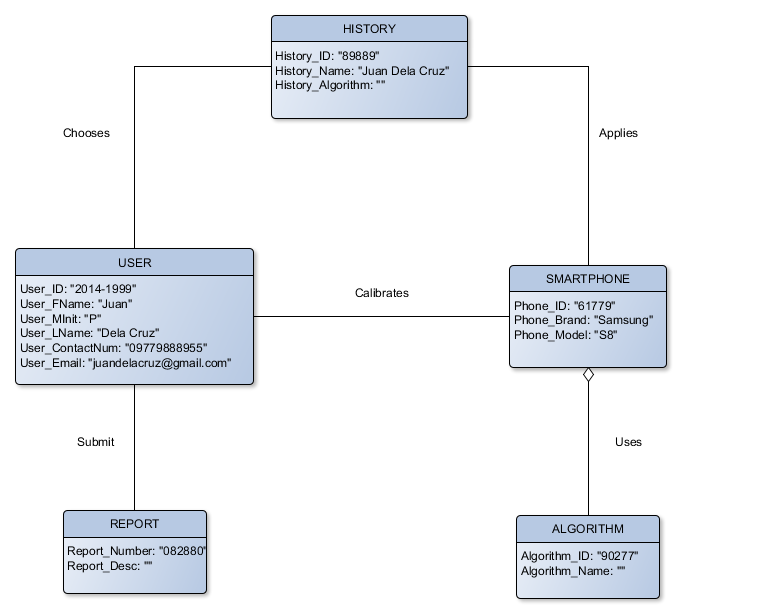 HISTORY
History_ID: "89889"
History_Name: "Juan Dela Cruz"
History_Algorithm: ""
Chooses
Applies
USER
User_ID: "2014-1999"
User_FName: "Juan"
User_MInit: "P"
User_LName: "Dela Cruz"
User_ContactNum: "09779888955"
User_Email: "juandelacruz@gmail.com"
Calibrates
SMARTPHONE
Phone_ID: "61779"
Phone_Brand: "Samsung"
Phone_Model: "S8"
Submit
Uses
REPORT
Report_Number: "082880"
Report_Desc: ""
ALGORITHM
Algorithm_ID: "90277"
Algorithm_Name: ""